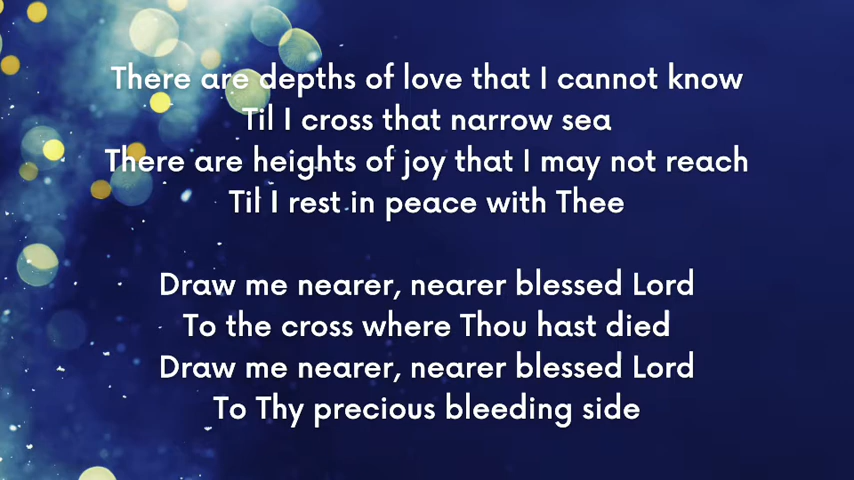 There are depths of love that I cannot know
Til I cross that narrow sea
There are heights of joy that I may not reach
Til I rest in peace with Thee
Draw me nearer, nearer blessed Lord
To the cross where Thou hast died
Draw me nearer, nearer blessed Lord
To Thy precious bleeding side